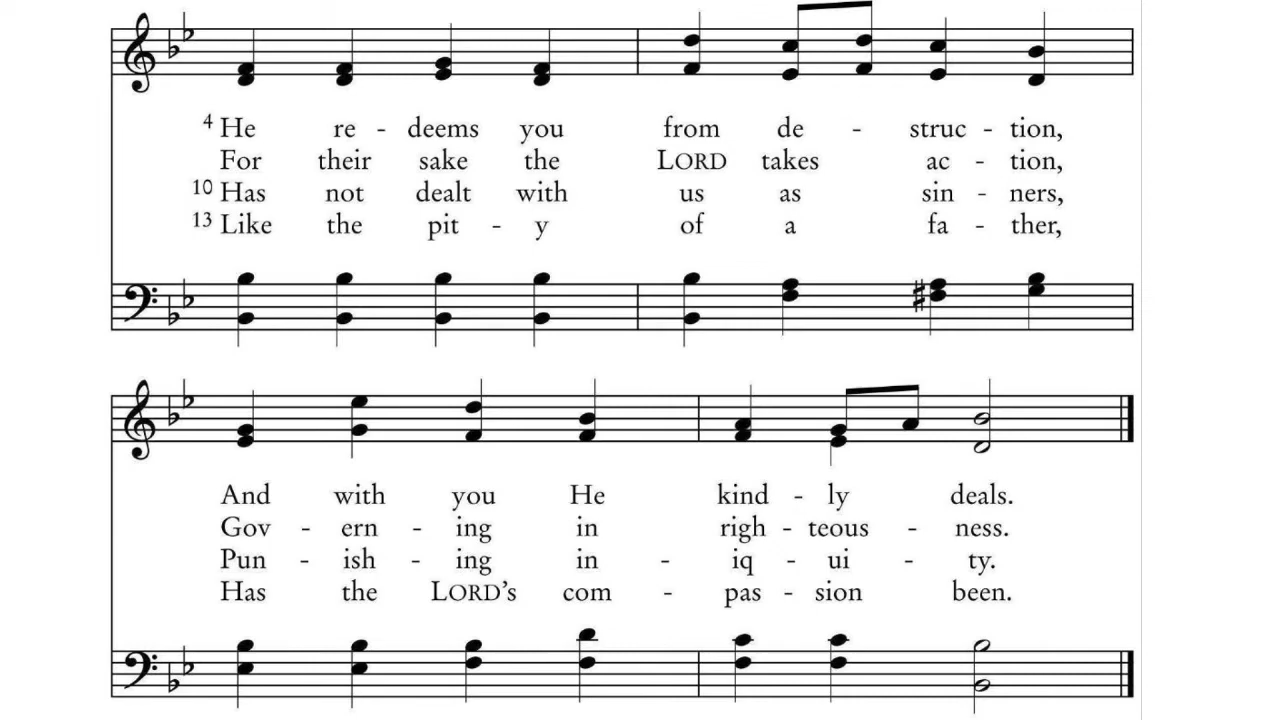 4 He re - deems you from de - struc - tion,
For their sake the LORD takes ac - tion,
10 Has not dealt with us as sin - ners,
13 Like the pit - y of a fa - ther,
And with you He kind - ly deals.
Gov - ern - ing in righ - teous - ness.
Pun - ish - ing in - iq - ui - ty.
Has the LORD’s com - pas - sion been.